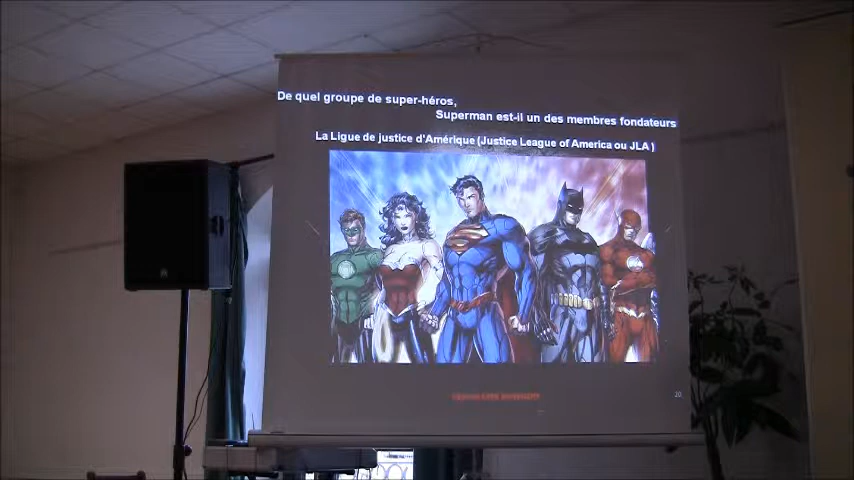 De quel groupe de super-héros,
Superman est-il un des membres fondateurs
La Ligue de justice d'Amérique (Justice League of America ou JLA )
20